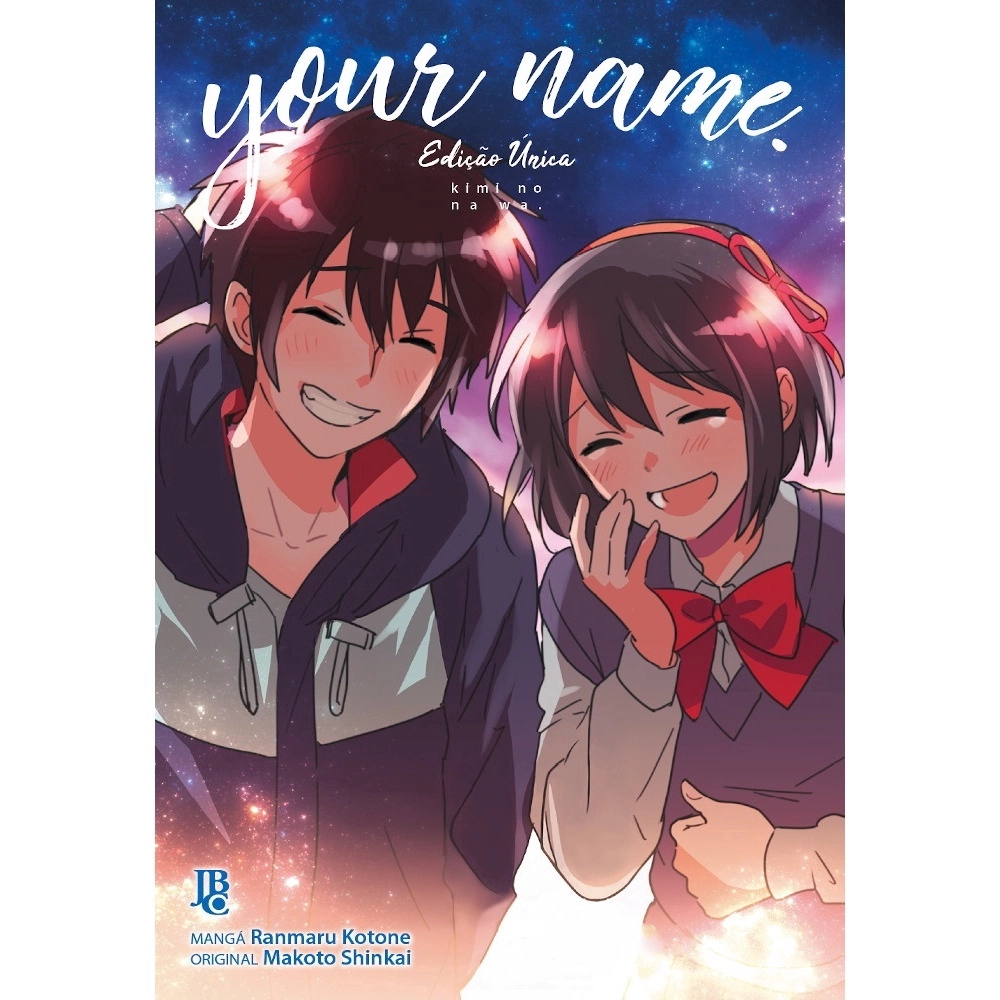 your name.
Edição Única
kimi no
na wa.
JBC
MANGÁ Ranmaru Kotone
ORIGINAL Makoto Shinkai